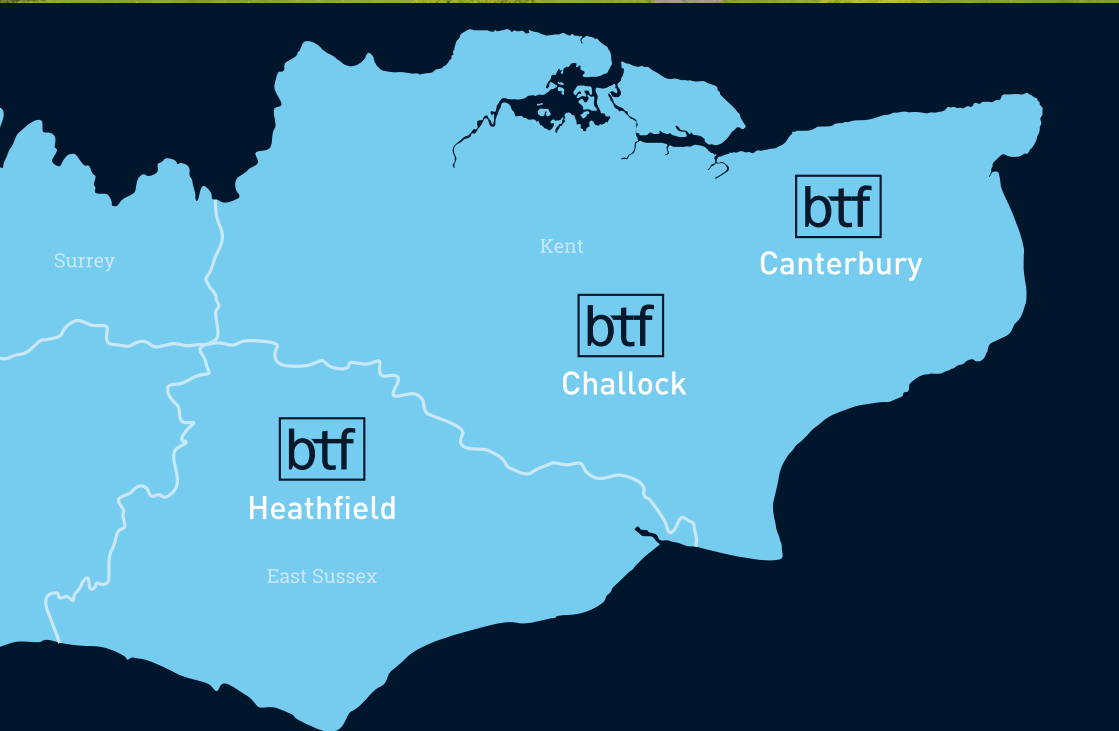 btf
Canterbury
Kent
Surrey
btf
Challock
btf
Heathfield
East Sussex